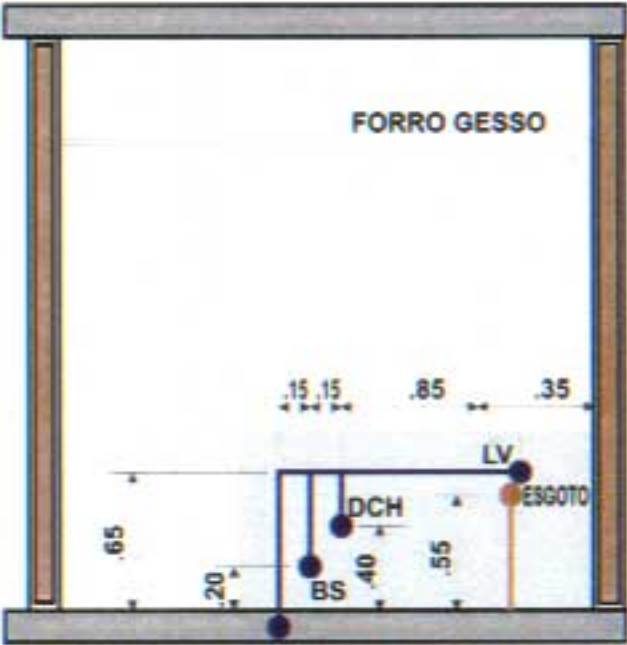 FORRO GESSO
.15 .15 .85 .35
LV
ESGOTO
DCH
.65
.20
BS
.40
.55